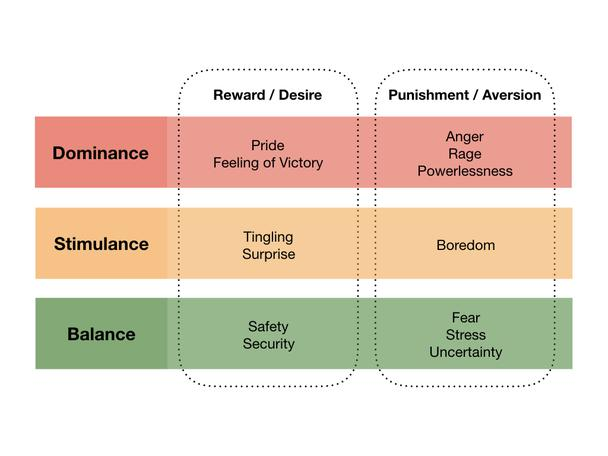 Reward / Desire
Punishment / Aversion
Dominance
Pride
Feeling of Victory
Anger
Rage
Powerlessness
Stimulance
Tingling
Surprise
Boredom
Balance
Safety
Security
Fear
Stress
Uncertainty